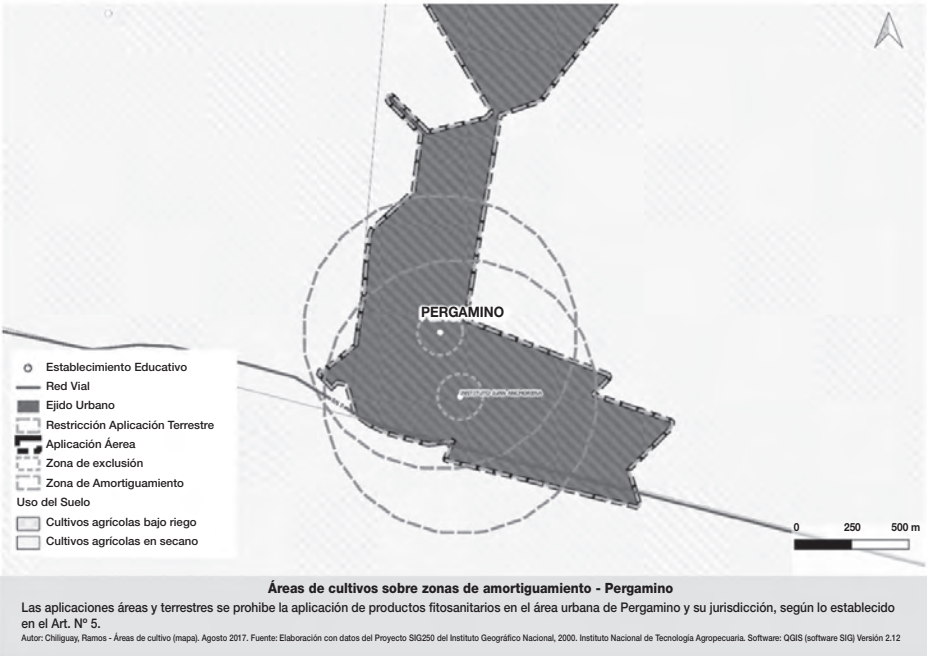 PERGAMINO
Establecimiento Educativo
Red Vial
Ejido Urbano
Restricción Aplicación Terrestre
Aplicación Áerea
Zona de exclusión
Zona de Amortiguamiento
Uso del Suelo
Cultivos agrícolas bajo riego
Cultivos agrícolas en secano
0 250 500 m
Áreas de cultivos sobre zonas de amortiguamiento - Pergamino
Las aplicaciones áreas y terrestres se prohibe la aplicación de productos fitosanitarios en el área urbana de Pergamino y su jurisdicción, según lo establecido
en el Art. Nº 5.
Autor: Chiliguay, Ramos - Áreas de cultivo (mapa). Agosto 2017. Fuente: Elaboración con datos del Proyecto SIG250 del Instituto Geográfico Nacional, 2000. Instituto Nacional de Tecnología Agropecuaria. Software: QGIS (software SIG) Versión 2.12